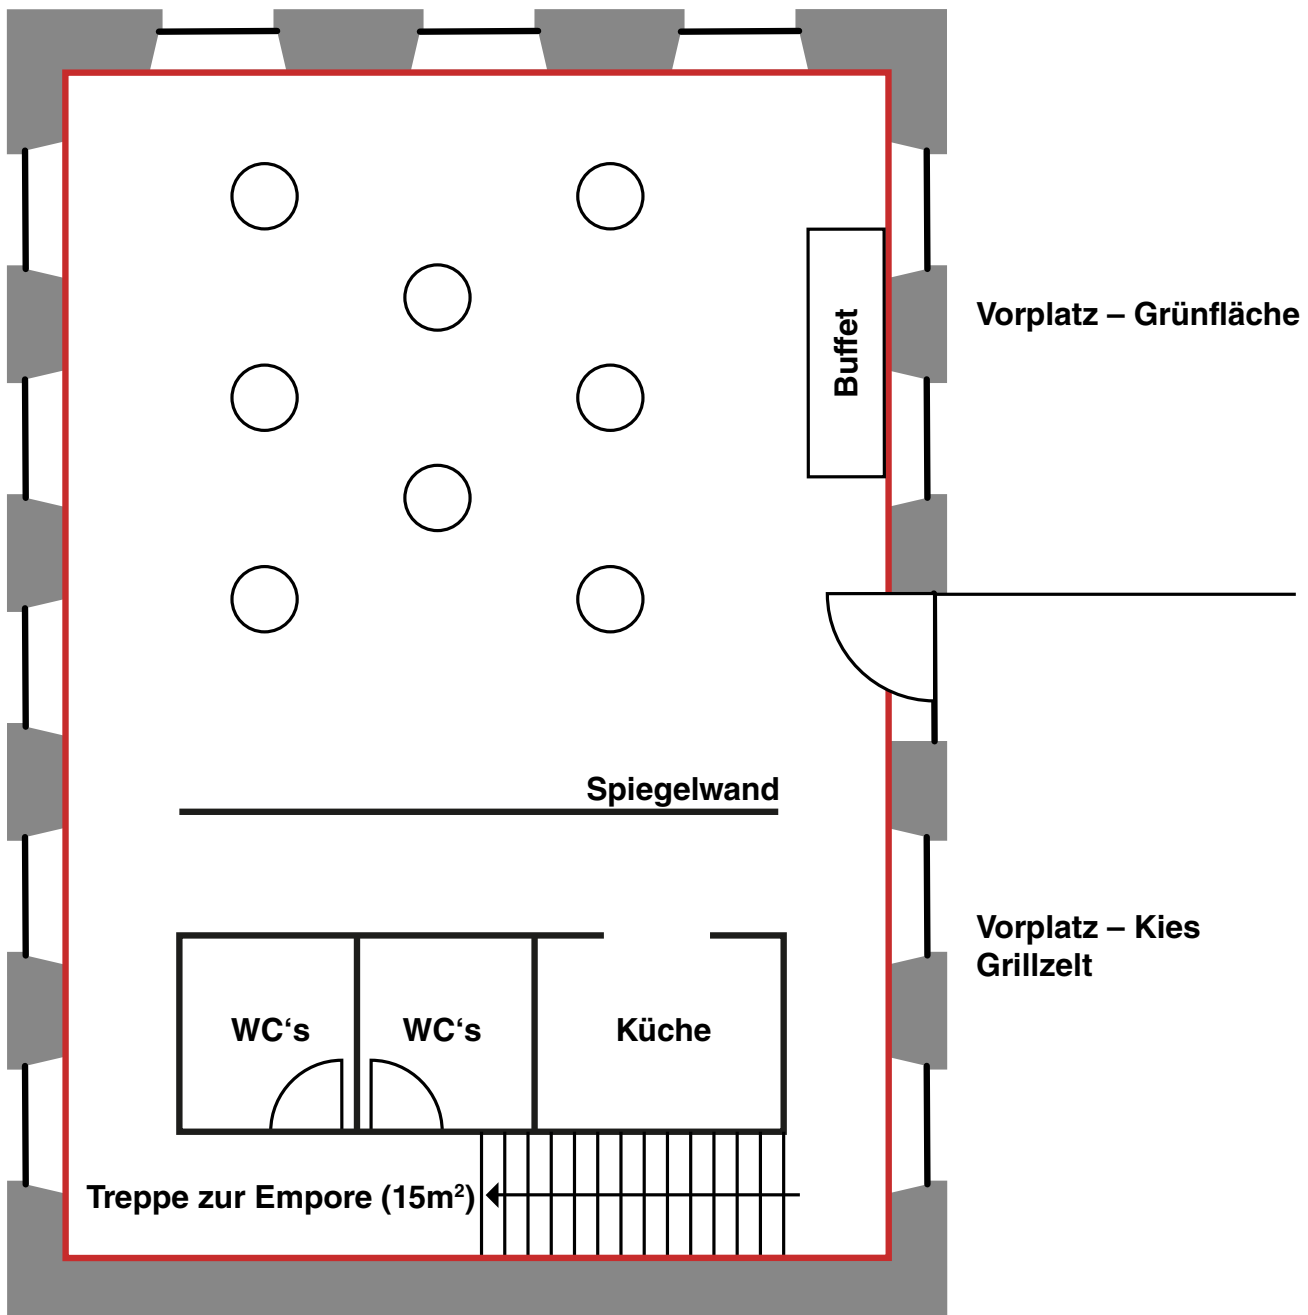 Vorplatz – Grünfläche
Buffet
Spiegelwand
Vorplatz – Kies
Grillzelt
WC‘s
WC‘s
Küche
Treppe zur Empore (15m²)